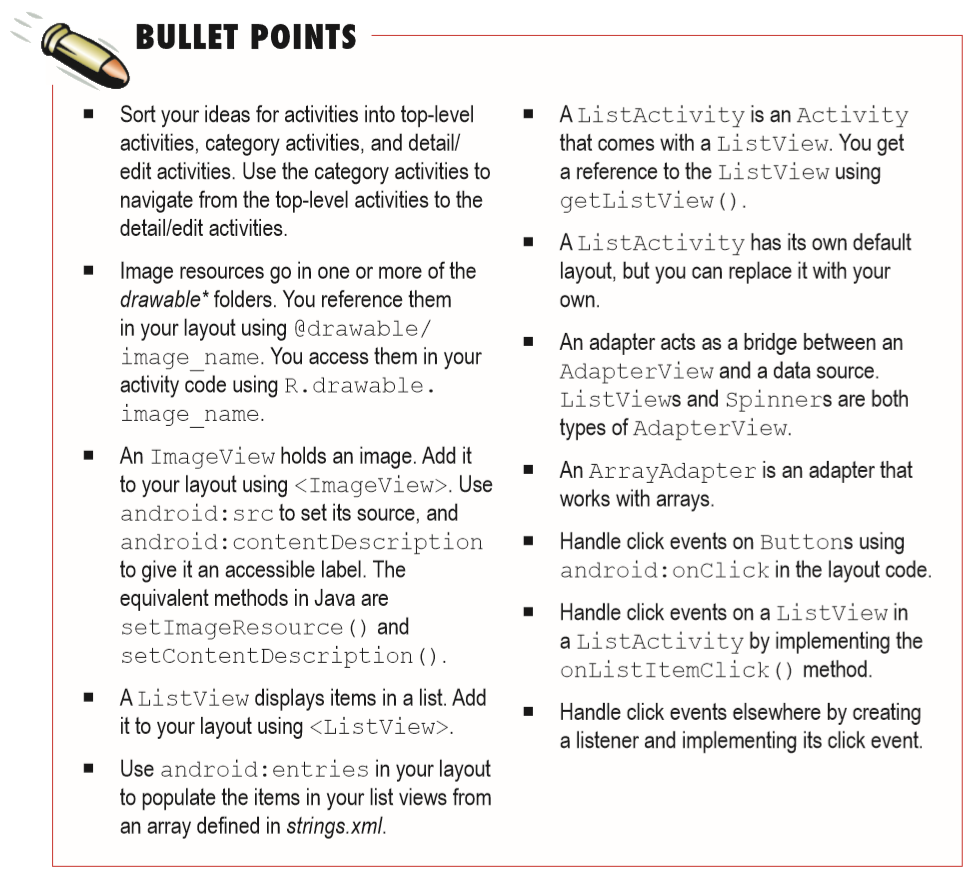 BULLET POINTS
■ Sort your ideas for activities into top-level
activities, category activities, and detail/
edit activities. Use the category activities to
navigate from the top-level activities to the
detail/edit activities.
■ Image resources go in one or more of the
drawable* folders. You reference them
in your layout using @drawable/
image_name. You access them in your
activity code using R.drawable.
image_name.
■ An ImageView holds an image. Add it
to your layout using <ImageView>. Use
android:src to set its source, and
android:contentDescription
to give it an accessible label. The
equivalent methods in Java are
setImageResource() and
setContentDescription().
■ A ListView displays items in a list. Add
it to your layout using <ListView>.
■ Use android:entries in your layout
to populate the items in your list views from
an array defined in strings.xml.
■ A ListActivity is an Activity
that comes with a ListView. You get
a reference to the ListView using
getListView().
■ A ListActivity has its own default
layout, but you can replace it with your
own.
■ An adapter acts as a bridge between an
AdapterView and a data source.
ListViews and Spinners are both
types of AdapterView.
■ An ArrayAdapter is an adapter that
works with arrays.
■ Handle click events on Buttons using
android:onClick in the layout code.
■ Handle click events on a ListView in
a ListActivity by implementing the
onListItemClick() method.
■ Handle click events elsewhere by creating
a listener and implementing its click event.